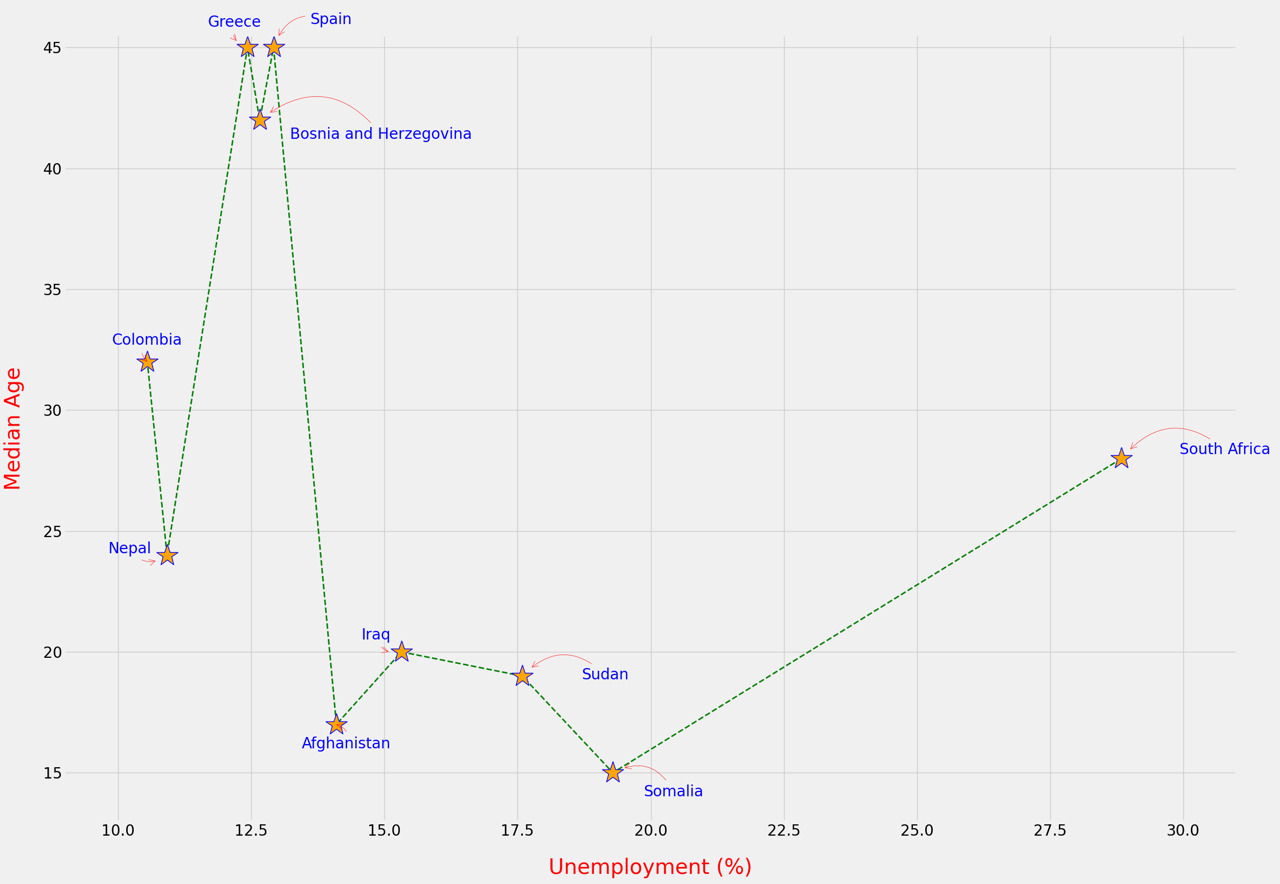 Greece
Spain
45
Bosnia and Herzegovina
40
35
Colombia
Median Age
30
South Africa
25
Nepal
Iraq
20
Sudan
Afghanistan
15
Somalia
10.0 12.5 15.0 17.5 20.0 22.5 25.0 27.5 30.0
Unemployment (%)